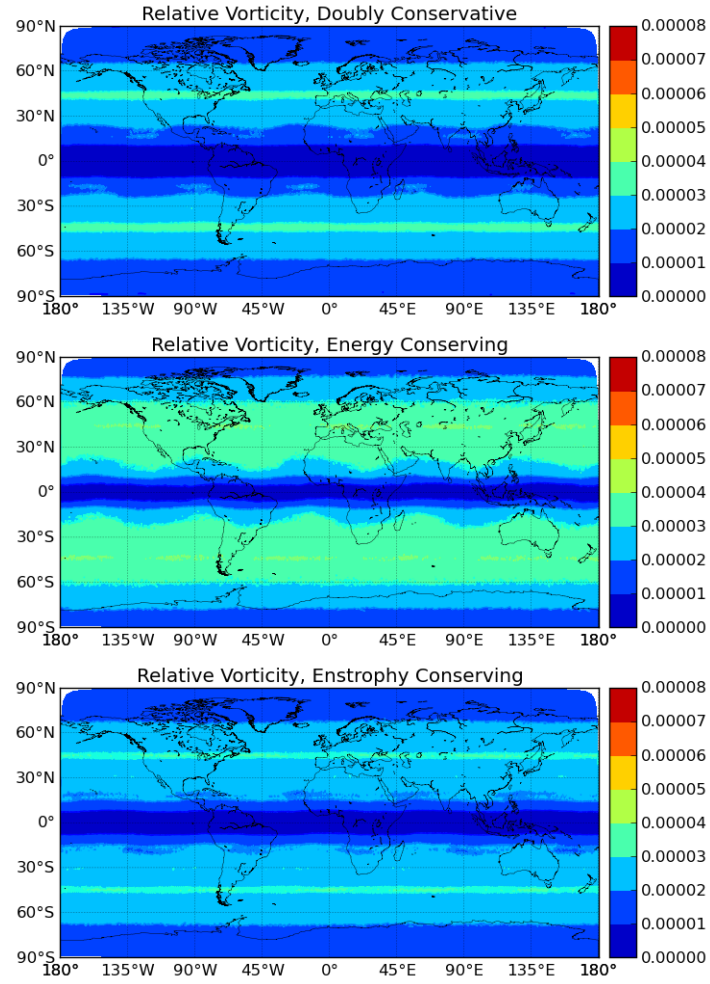 Relative Vorticity, Doubly Conservative
90°N
60°N
30°N
0°
30°S
60°S
90°S
180° 135°W 90°W 45°W 0° 45°E 90°E 135°E 180°
0.00008
0.00007
0.00006
0.00005
0.00004
0.00003
0.00002
0.00001
0.00000
Relative Vorticity, Energy Conserving
90°N
60°N
30°N
0°
30°S
60°S
90°S
180° 135°W 90°W 45°W 0° 45°E 90°E 135°E 180°
0.00008
0.00007
0.00006
0.00005
0.00004
0.00003
0.00002
0.00001
0.00000
Relative Vorticity, Enstrophy Conserving
90°N
60°N
30°N
0°
30°S
60°S
90°S
180° 135°W 90°W 45°W 0° 45°E 90°E 135°E 180°
0.00008
0.00007
0.00006
0.00005
0.00004
0.00003
0.00002
0.00001
0.00000